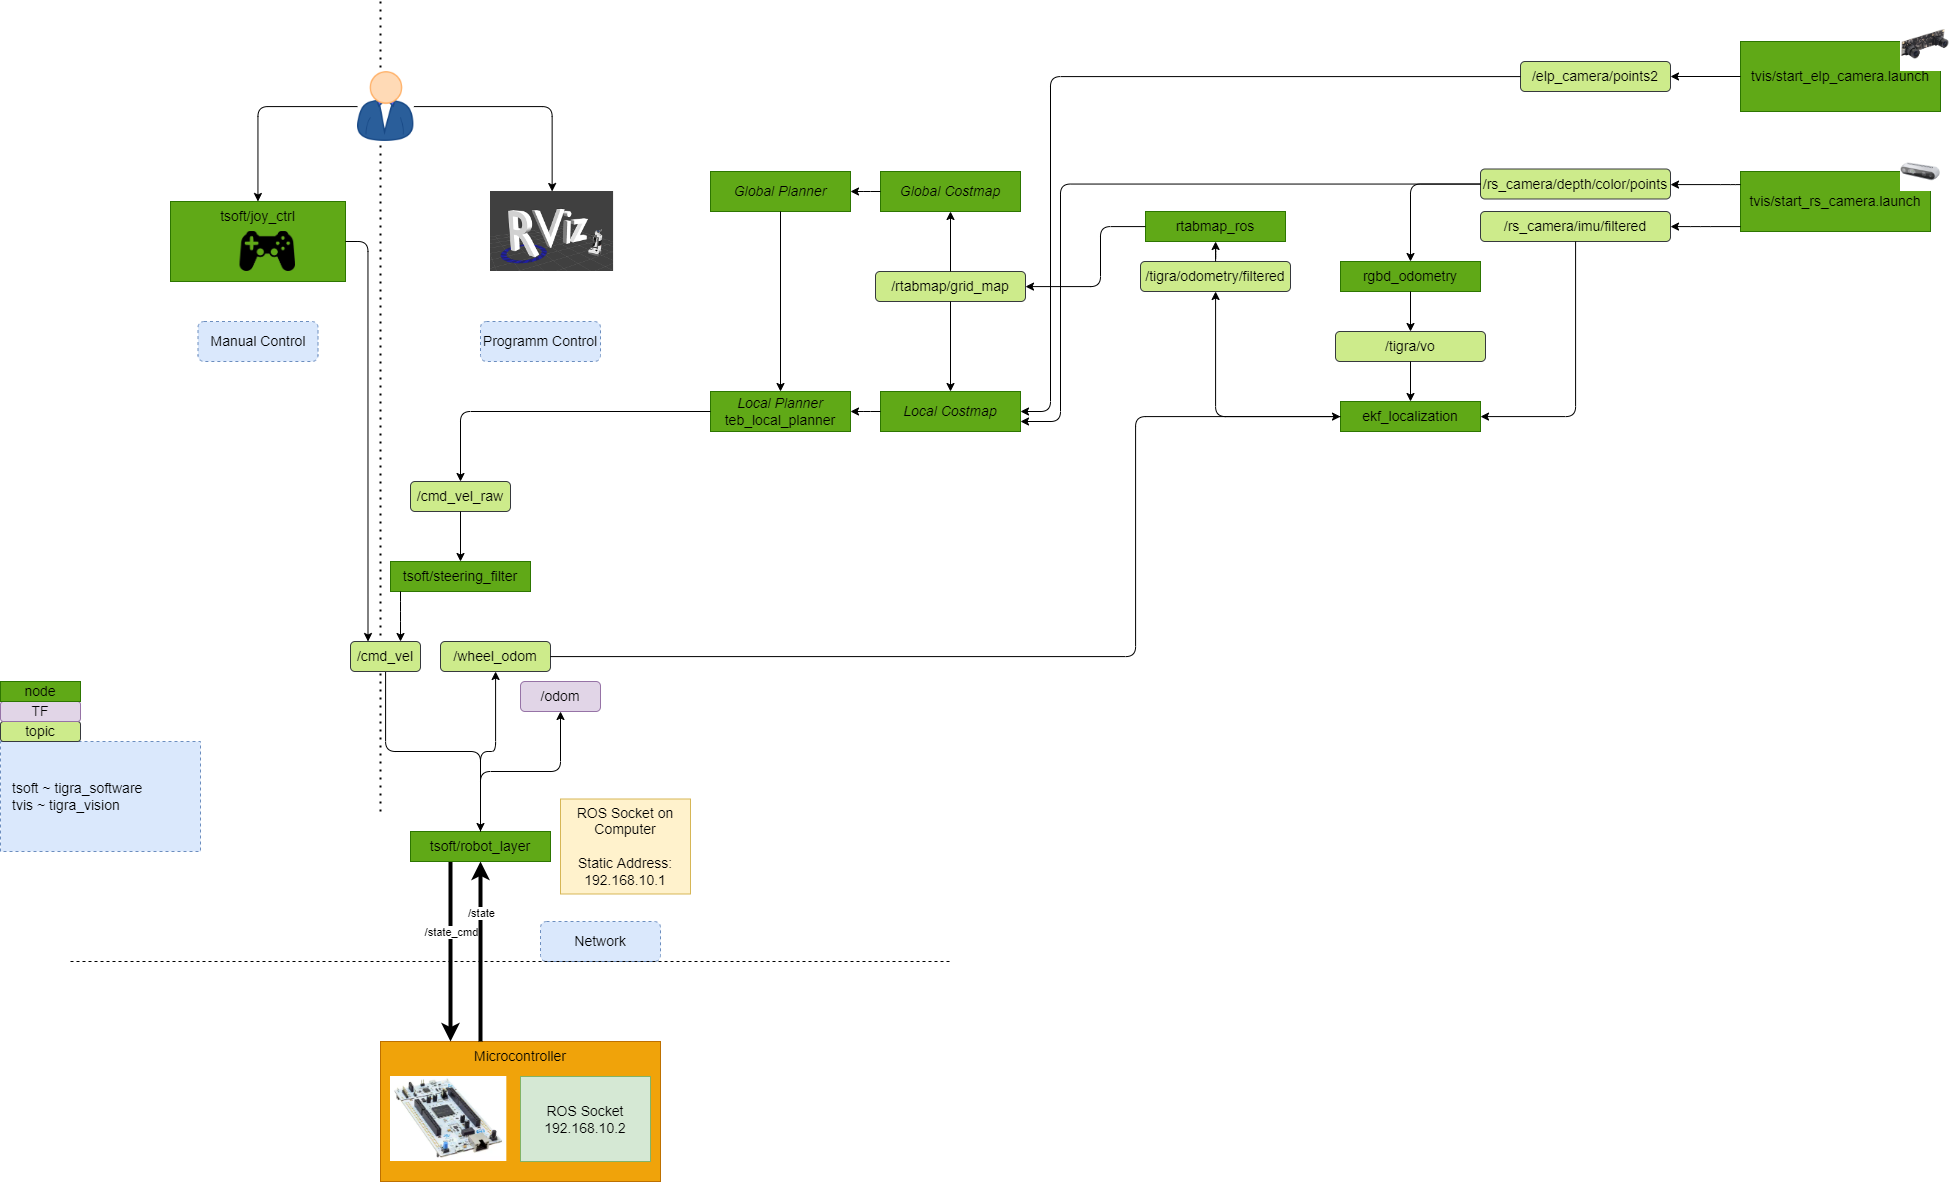 /elp_camera/points2
tvis/start_elp_camera.launch
Global Planner
Global Costmap
/rs_camera/depth/color/points
tvis/start_rs_camera.launch
tsoft/joy_ctrl
RViz
rtabmap_ros
/rs_camera/imu/filtered
/rtabmap/grid_map
/tigra/odometry/filtered
rgbd_odometry
Manual Control
Programm Control
/tigra/vo
Local Planner
teb_local_planner
Local Costmap
ekf_localization
/cmd_vel_raw
tsoft/steering_filter
/cmd_vel
/wheel_odom
/odom
node
TF
topic
tsoft ~ tigra_software
tvis ~ tigra_vision
ROS Socket on
Computer
Static Address:
192.168.10.1
tsoft/robot_layer
/state
/state_cmd
Network
Microcontroller
ROS Socket
192.168.10.2